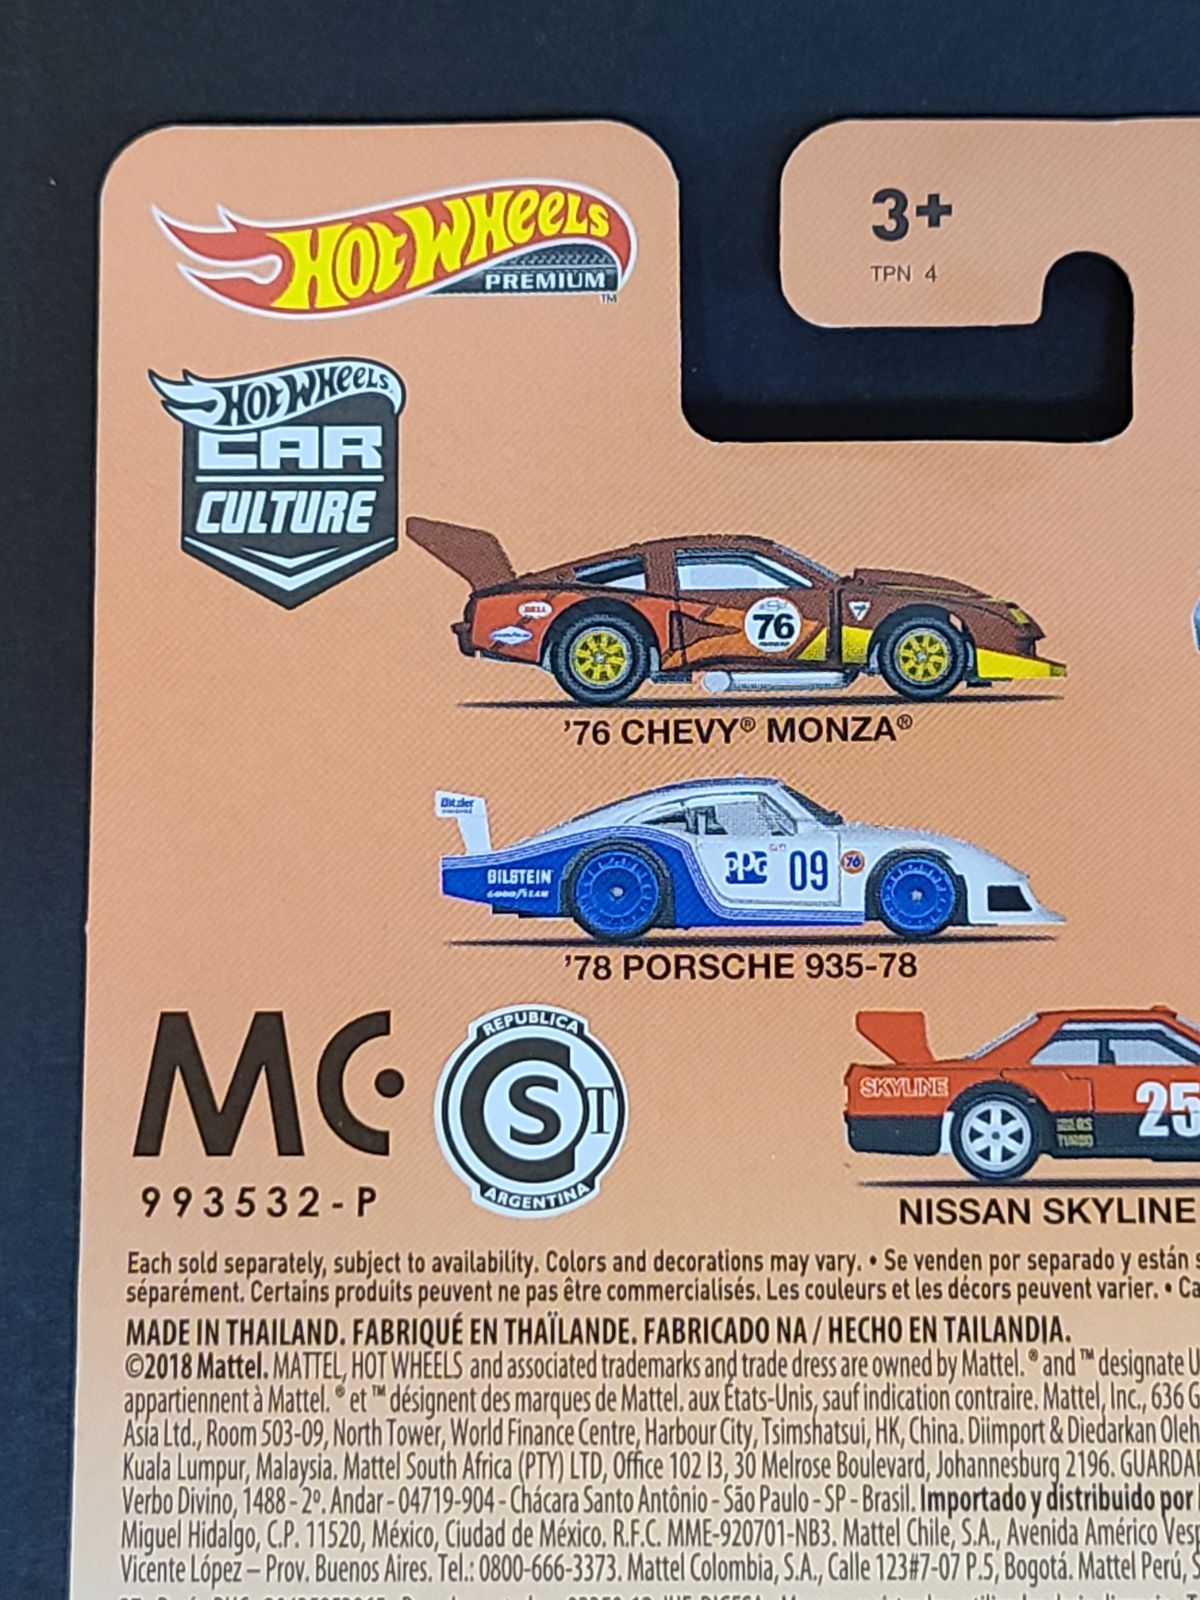 HOT WHEELS
PREMIUM
TM
3+
TPN 4
HOT WHEELS
CAR
CULTURE
BELL
76
'76 CHEVY® MONZA®
Bitzler
BILSTEIN
GOOD YEAR
PPG
09
76
'78 PORSCHE 935-78
MC
993532-P
REPUBLICA
S
T
ARGENTINA
SKYLINE
25
TURBO
NISSAN SKYLINE
Each sold separately, subject to availability. Colors and decorations may vary. • Se venden por separado y están
séparément. Certains produits peuvent ne pas être commercialisés. Les couleurs et les décors peuvent varier. • Ca
MADE IN THAILAND. FABRIQUÉ EN THAÏLANDE. FABRICADO NA / HECHO EN TAILANDIA.
©2018 Mattel. MATTEL, HOT WHEELS and associated trademarks and trade dress are owned by Mattel. ® and ™ designate U
appartiennent à Mattel. ® et ™ désignent des marques de Mattel. aux États-Unis, sauf indication contraire. Mattel, Inc., 636 G
Asia Ltd., Room 503-09, North Tower, World Finance Centre, Harbour City, Tsimshatsui, HK, China. Diimport & Diedarkan Oleh
Kuala Lumpur, Malaysia. Mattel South Africa (PTY) LTD, Office 102 I3, 30 Melrose Boulevard, Johannesburg 2196. GUARDA
Verbo Divino, 1488 - 2º. Andar - 04719-904 - Chácara Santo Antônio - São Paulo - SP - Brasil. Importado y distribuido por
Miguel Hidalgo, C.P. 11520, México, Ciudad de México. R.F.C. MME-920701-NB3. Mattel Chile, S.A., Avenida Américo Vesp
Vicente López – Prov. Buenos Aires. Tel.: 0800-666-3373. Mattel Colombia, S.A., Calle 123#7-07 P.5, Bogotá. Mattel Perú, S